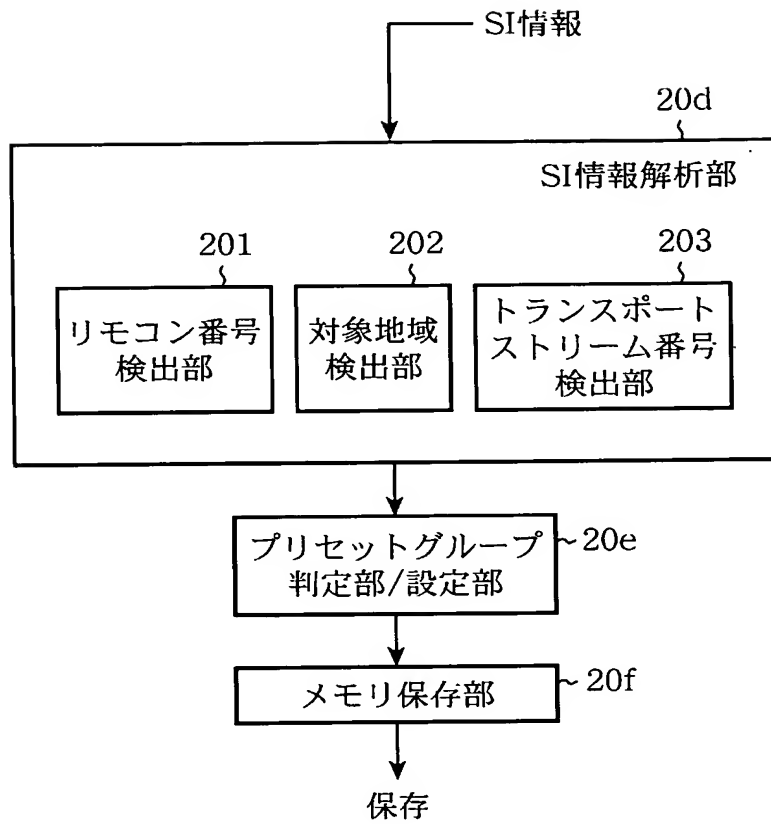 SI情報
20d
SI情報解析部
201
202
203
リモコン番号
検出部
対象地域
検出部
トランスポート
ストリーム番号
検出部
プリセットグループ
判定部/設定部
20e
メモリ保存部
20f
保存